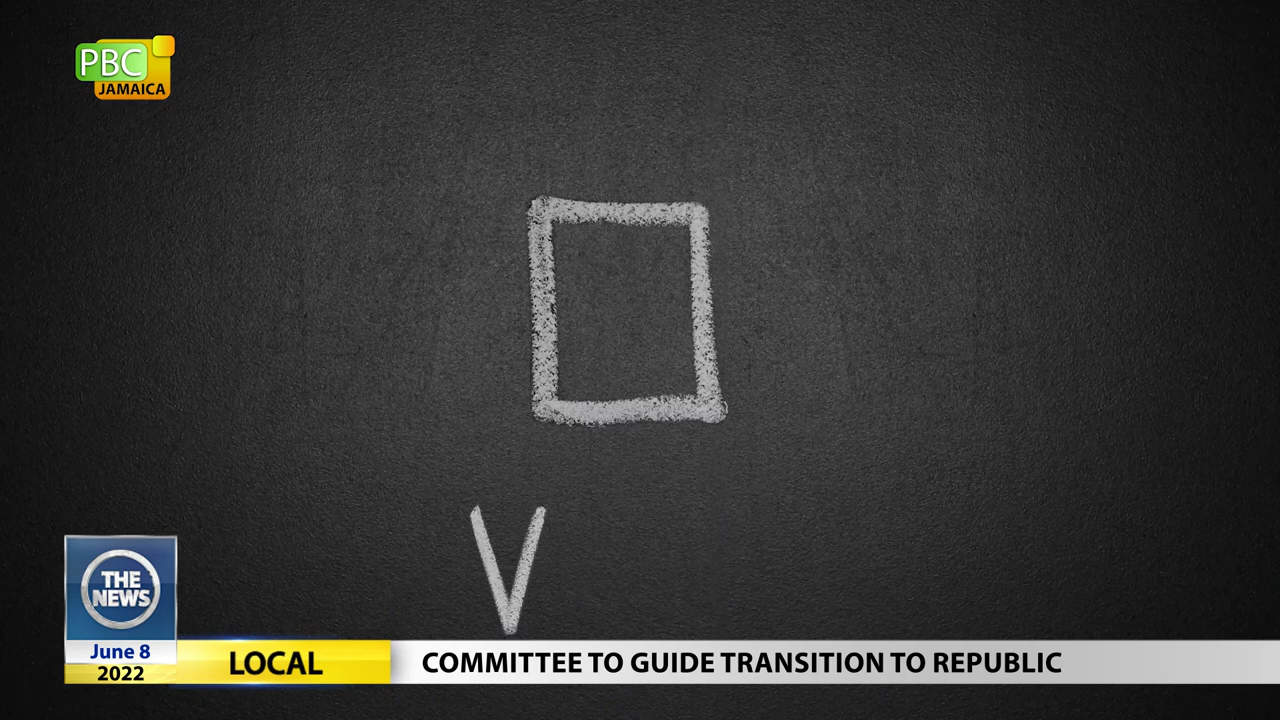 PBC
JAMAICA
V
THE
NEWS
June 8
2022
LOCAL
COMMITTEE TO GUIDE TRANSITION TO REPUBLIC